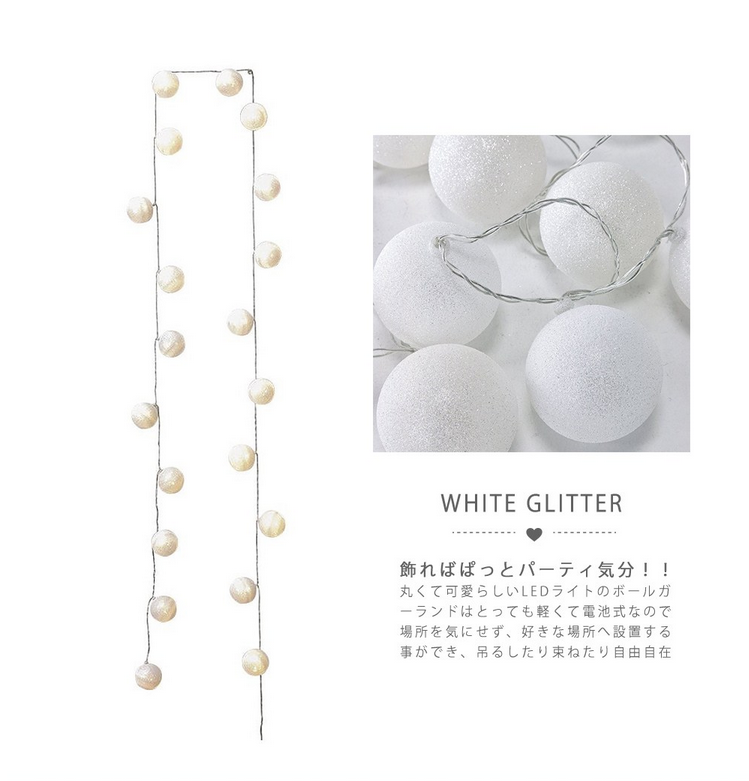 WHITE GLITTER
飾ればぱっとパーティ気分！！
丸くて可愛らしいLEDライトのボールガ
ーランドはとっても軽くて電池式なので
場所を気にせず、好きな場所へ設置する
事ができ、吊るしたり束ねたり自由自在